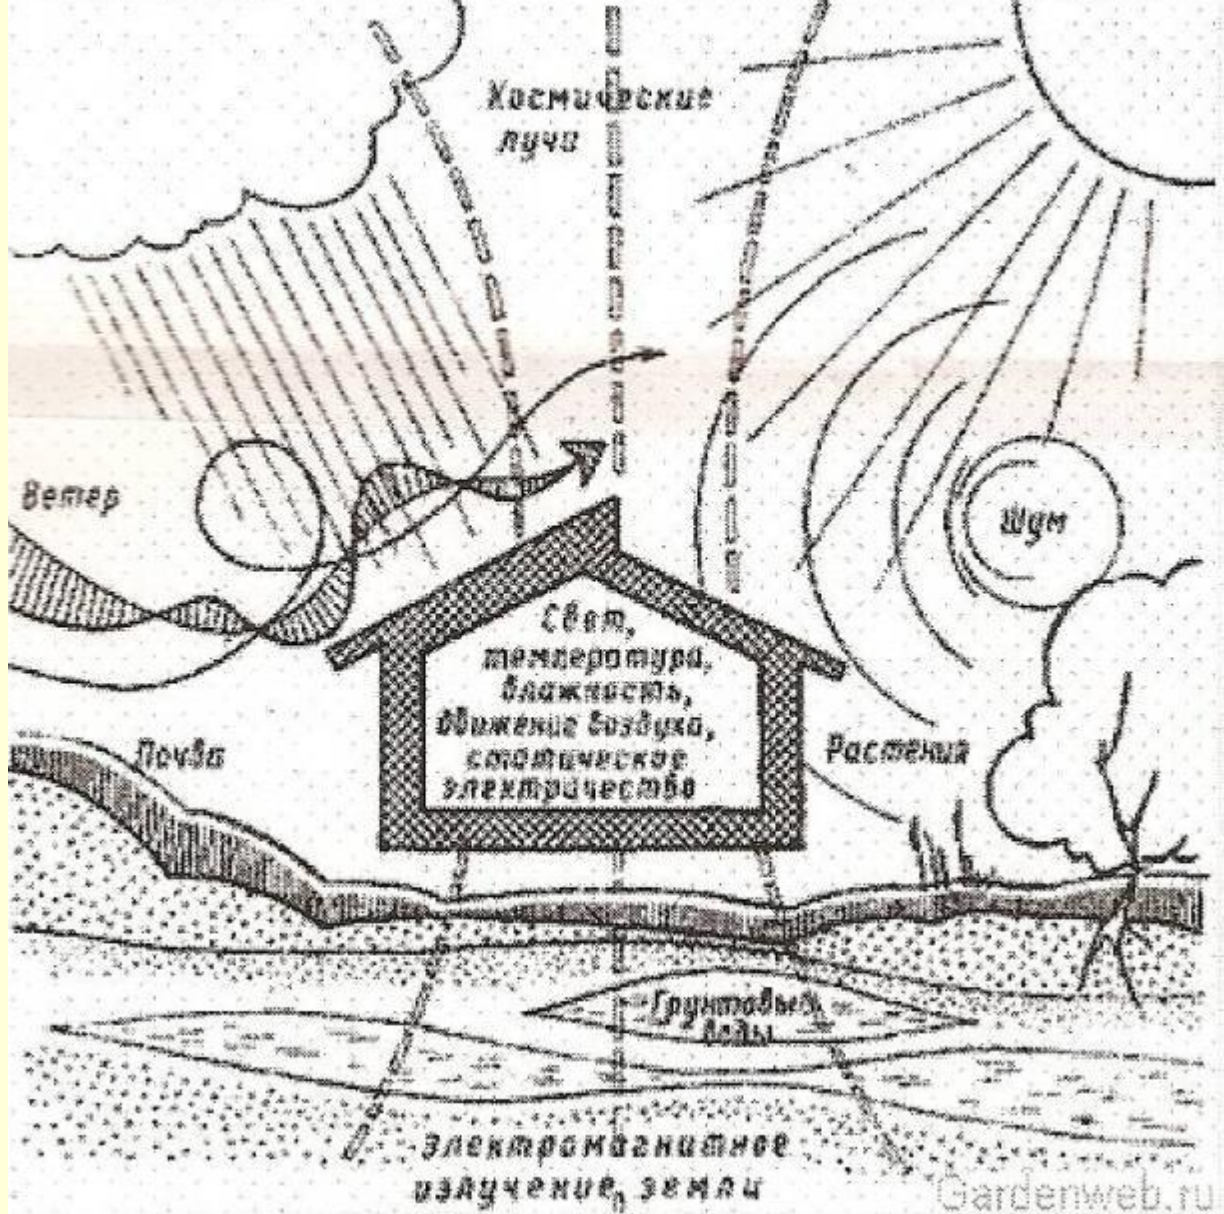 Космические
лучи
Ветер
Шум
Свет,
температура,
влажность,
движение воздуха,
статическое
электричество
Почва
Растения
Грунтовые
воды
Электромагнитное
излучение земли
Gardenweb.ru